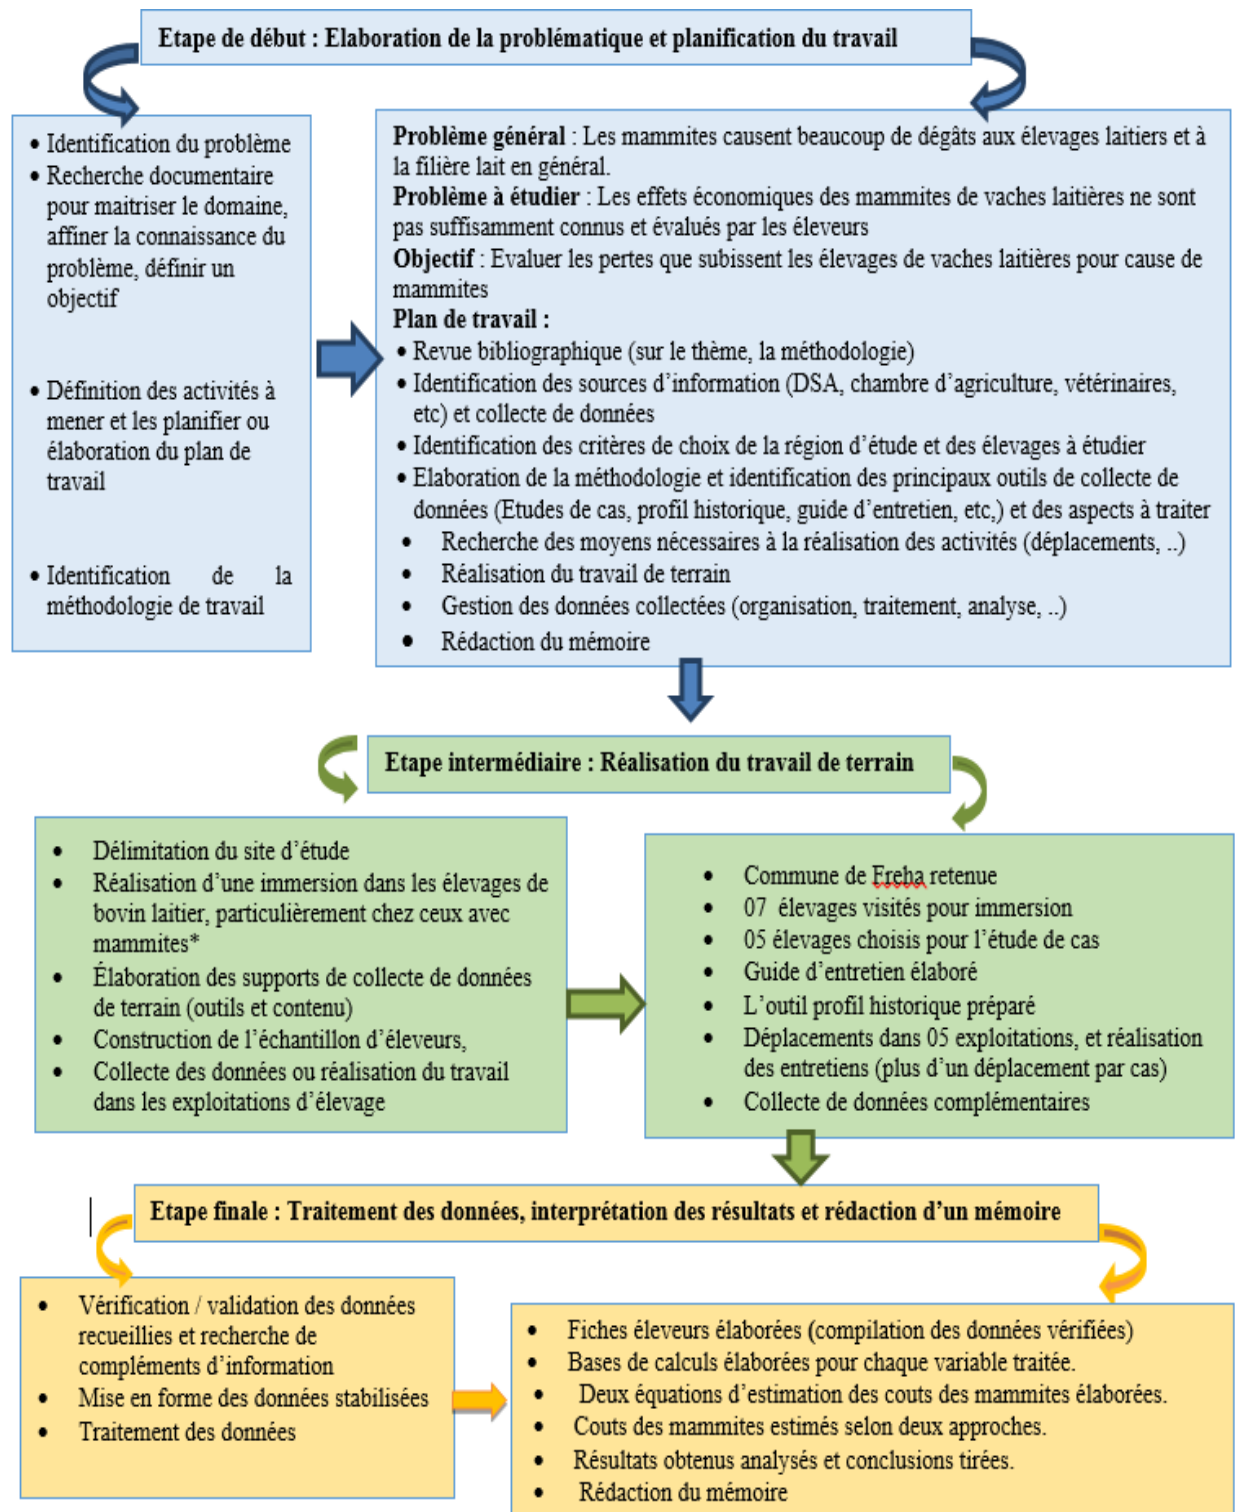 Etape de début : Elaboration de la problématique et planification du travail
• Identification du problème
• Recherche documentaire
pour maitriser le domaine,
affiner la connaissance du
problème, définir un
objectif
• Définition des activités à
mener et les planifier ou
élaboration du plan de
travail
• Identification de la
méthodologie de travail
Problème général : Les mammites causent beaucoup de dégâts aux élevages laitiers et à
la filière lait en général.
Problème à étudier : Les effets économiques des mammites de vaches laitières ne sont
pas suffisamment connus et évalués par les éleveurs
Objectif : Evaluer les pertes que subissent les élevages de vaches laitières pour cause de
mammites
Plan de travail :
• Revue bibliographique (sur le thème, la méthodologie)
• Identification des sources d’information (DSA, chambre d’agriculture, vétérinaires,
etc) et collecte de données
• Identification des critères de choix de la région d’étude et des élevages à étudier
• Elaboration de la méthodologie et identification des principaux outils de collecte de
données (Etudes de cas, profil historique, guide d’entretien, etc,) et des aspects à traiter
• Recherche des moyens nécessaires à la réalisation des activités (déplacements, ..)
• Réalisation du travail de terrain
• Gestion des données collectées (organisation, traitement, analyse, ..)
• Rédaction du mémoire
Etape intermédiaire : Réalisation du travail de terrain
• Délimitation du site d’étude
• Réalisation d’une immersion dans les élevages de
bovin laitier, particulièrement chez ceux avec
mammites*
• Élaboration des supports de collecte de données
de terrain (outils et contenu)
• Construction de l’échantillon d’éleveurs,
• Collecte des données ou réalisation du travail
dans les exploitations d’élevage
• Commune de Freha retenue
• 07 élevages visités pour immersion
• 05 élevages choisis pour l’étude de cas
• Guide d’entretien élaboré
• L’outil profil historique préparé
• Déplacements dans 05 exploitations, et réalisation
des entretiens (plus d’un déplacement par cas)
• Collecte de données complémentaires
Etape finale : Traitement des données, interprétation des résultats et rédaction d’un mémoire
• Vérification / validation des données
recueillies et recherche de
compléments d’information
• Mise en forme des données stabilisées
• Traitement des données
• Fiches éleveurs élaborées (compilation des données vérifiées)
• Bases de calculs élaborées pour chaque variable traitée.
• Deux équations d’estimation des couts des mammites élaborées.
• Couts des mammites estimés selon deux approches.
• Résultats obtenus analysés et conclusions tirées.
• Rédaction du mémoire